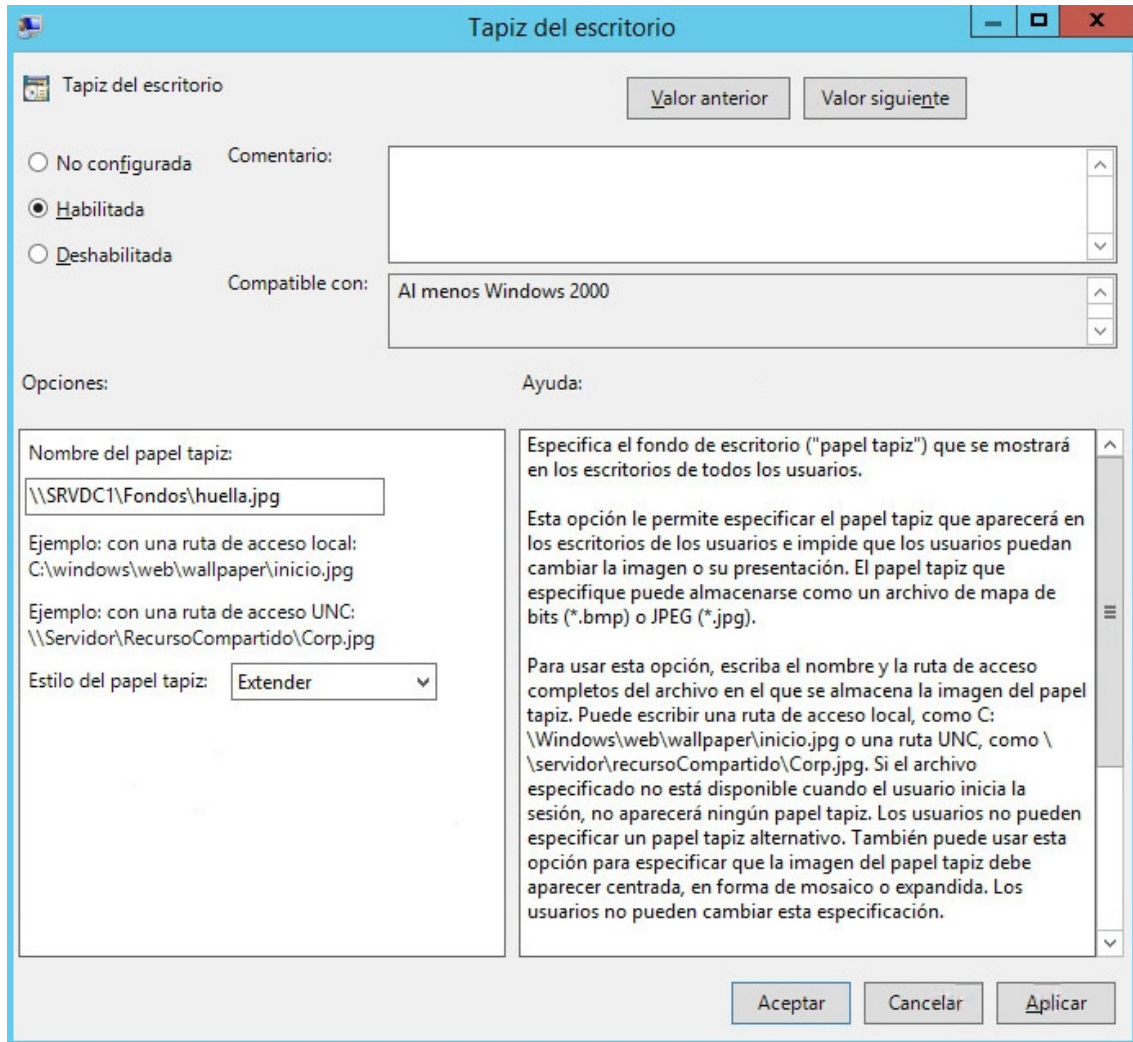 Tapiz del escritorio
Tapiz del escritorio
Valor anterior
Valor siguiente
No configurada
Comentario:
Habilitada
Deshabilitada
Compatible con:
Al menos Windows 2000
Opciones:
Ayuda:
Nombre del papel tapiz:
\\SRVDC1\Fondos\huella.jpg
Ejemplo: con una ruta de acceso local:
C:\windows\web\wallpaper\inicio.jpg
Ejemplo: con una ruta de acceso UNC:
\\Servidor\RecursoCompartido\Corp.jpg
Estilo del papel tapiz:
Extender
Especifica el fondo de escritorio ("papel tapiz") que se mostrará
en los escritorios de todos los usuarios.
Esta opción le permite especificar el papel tapiz que aparecerá en
los escritorios de los usuarios e impide que los usuarios puedan
cambiar la imagen o su presentación. El papel tapiz que
especifique puede almacenarse como un archivo de mapa de
bits (*.bmp) o JPEG (*.jpg).
Para usar esta opción, escriba el nombre y la ruta de acceso
completos del archivo en el que se almacena la imagen del papel
tapiz. Puede escribir una ruta de acceso local, como C:
\Windows\web\wallpaper\inicio.jpg o una ruta UNC, como \
\servidor\recursoCompartido\Corp.jpg. Si el archivo
especificado no está disponible cuando el usuario inicia la
sesión, no aparecerá ningún papel tapiz. Los usuarios no pueden
especificar un papel tapiz alternativo. También puede usar esta
opción para especificar que la imagen del papel tapiz debe
aparecer centrada, en forma de mosaico o expandida. Los
usuarios no pueden cambiar esta especificación.
Aceptar
Cancelar
Aplicar